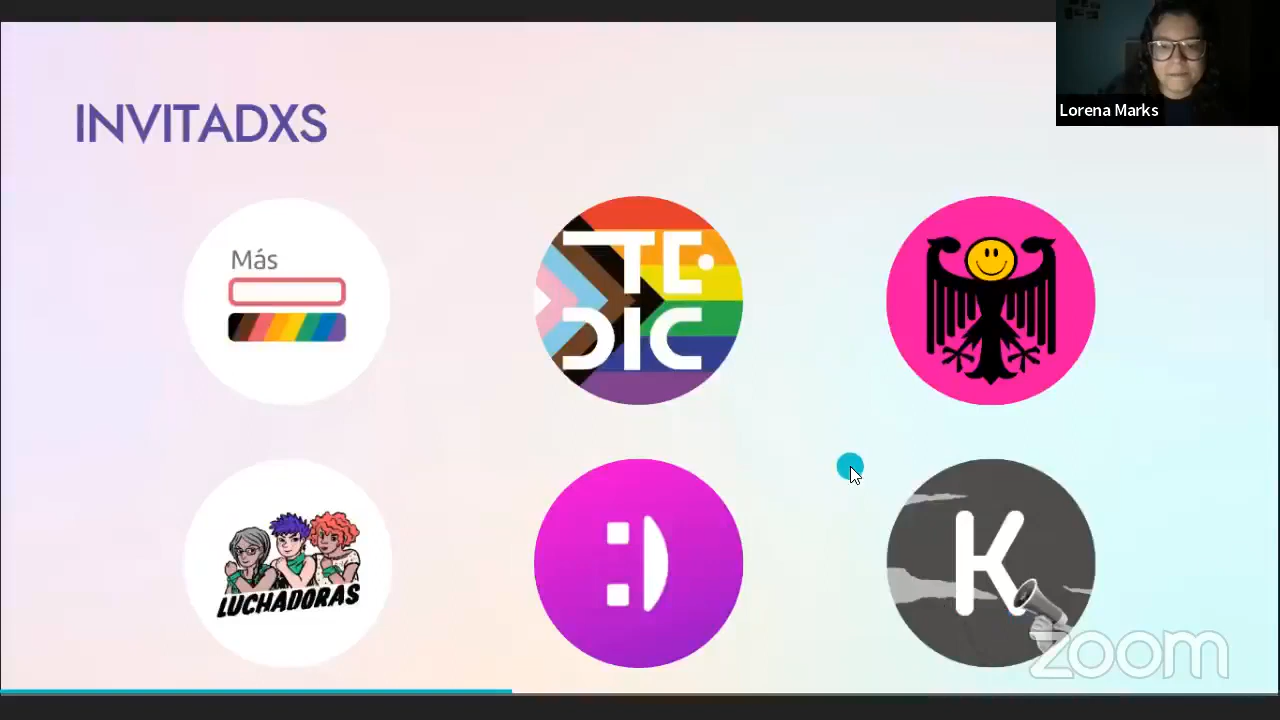 Lorena Marks
INVITADXS
Más
TE
DIC
LUCHADORAS
:D
K
zoom